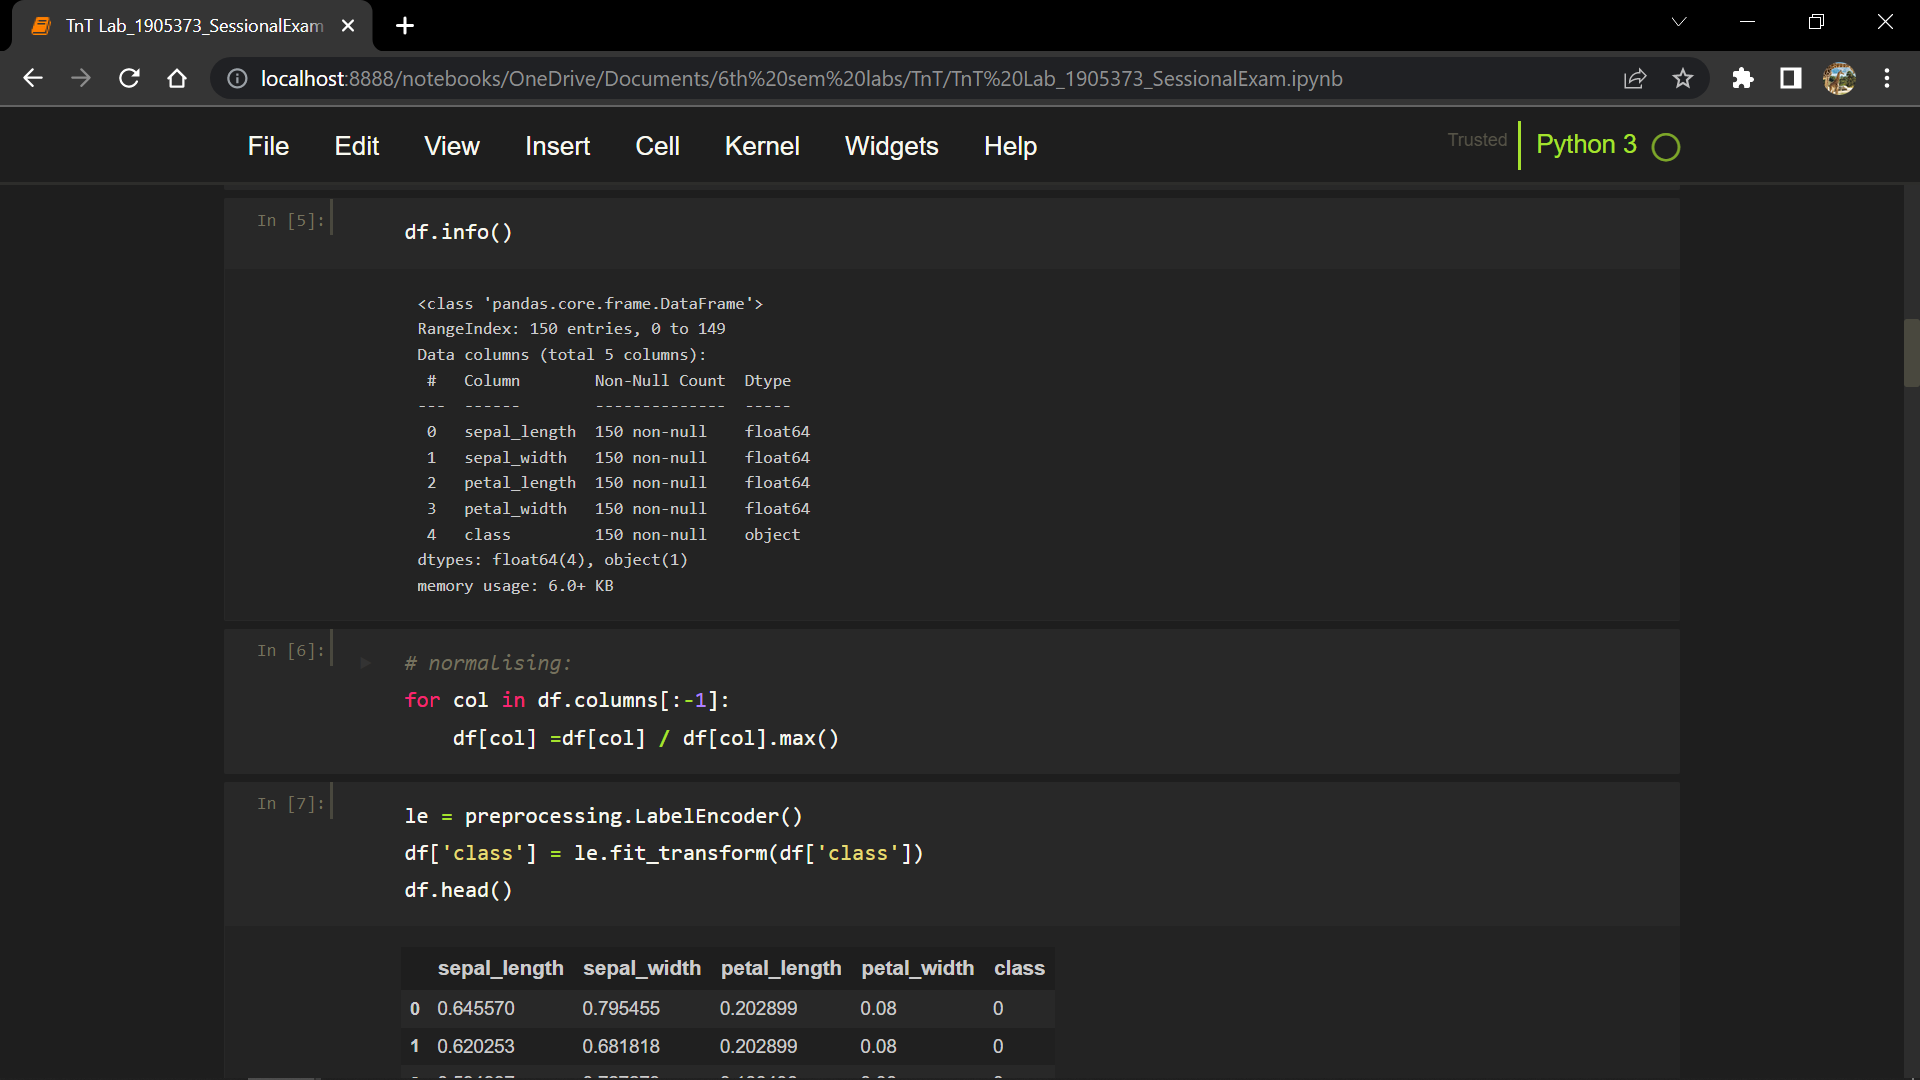 TnT Lab_1905373_SessionalExam
localhost:8888/notebooks/OneDrive/Documents/6th%20sem%20labs/TnT/TnT%20Lab_1905373_SessionalExam.ipynb
File Edit View Insert Cell Kernel Widgets Help Trusted Python 3
In [5]: df.info()
<class 'pandas.core.frame.DataFrame'>
RangeIndex: 150 entries, 0 to 149
Data columns (total 5 columns):
 #   Column        Non-Null Count  Dtype
---  ------        --------------  -----
 0   sepal_length  150 non-null    float64
 1   sepal_width   150 non-null    float64
 2   petal_length  150 non-null    float64
 3   petal_width   150 non-null    float64
 4   class         150 non-null    object
dtypes: float64(4), object(1)
memory usage: 6.0+ KB
In [6]: # normalising:
for col in df.columns[:-1]:
    df[col] =df[col] / df[col].max()
In [7]: le = preprocessing.LabelEncoder()
df['class'] = le.fit_transform(df['class'])
df.head()
sepal_length sepal_width petal_length petal_width class
0 0.645570 0.795455 0.202899 0.08 0
1 0.620253 0.681818 0.202899 0.08 0